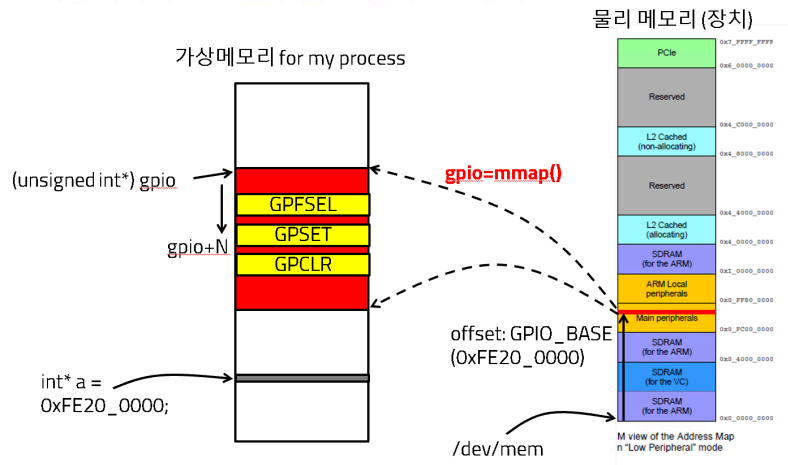 물리 메모리 (장치)
가상메모리 for my process
(unsigned int*) gpio
gpio+N
GPFSEL
GPSET
GPCLR
int* a =
0xFE20_0000;
gpio=mmap()
offset: GPIO_BASE
(0xFE20_0000)
/dev/mem
0x7_FFFF_FFFF
PCIe
0x6_0000_0000
Reserved
0x4_C000_0000
L2 Cached
(non-allocating)
0x4_8000_0000
Reserved
0x4_4000_0000
L2 Cached
(allocating)
0x4_0000_0000
SDRAM
(for the ARM)
0x1_0000_0000
ARM Local
peripherals
0x0_FF80_0000
Main peripherals
0x0_FC00_0000
SDRAM
(for the ARM)
0x0_4000_0000
SDRAM
(for the VC)
SDRAM
(for the ARM)
0x0_0000_0000
M view of the Address Map
n "Low Peripheral" mode